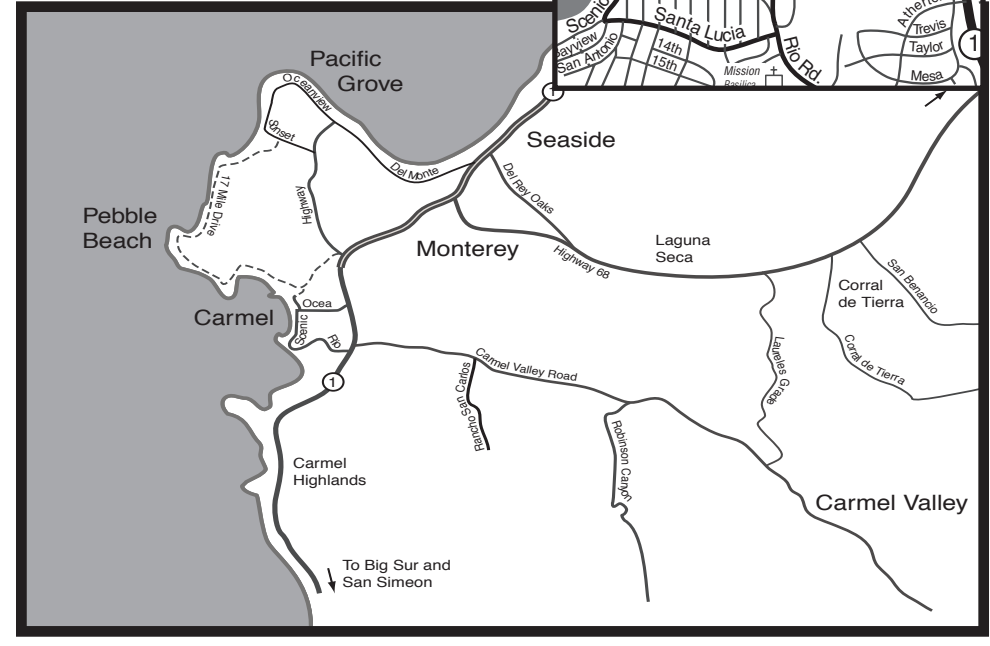 Scenic
Santa Lucia
Rio Rd.
Bayview
San Antonio
14th
15th
Mission
Basilica
Trevis
Taylor
Mesa
1
Pacific
Grove
Oceanview
Sunset
1
Seaside
Del Monte
Del Rey Oaks
17 Mile Drive
Highway
Pebble
Beach
Monterey
Highway 68
Laguna
Seca
Corral
de Tierra
San Benancio
Carmel
Ocea
Scenic
Rio
Laureles Grade
Corral de Tierra
1
Carmel Valley Road
Rancho San Carlos
Robinson Canyon
Carmel
Highlands
Carmel Valley
To Big Sur and
San Simeon